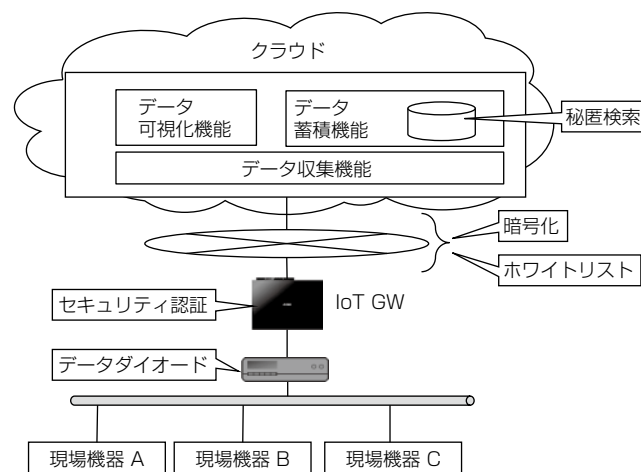 クラウド
データ
可視化機能
データ
蓄積機能
秘匿検索
データ収集機能
暗号化
ホワイトリスト
セキュリティ認証
IoT GW
データダイオード
現場機器 A
現場機器 B
現場機器 C